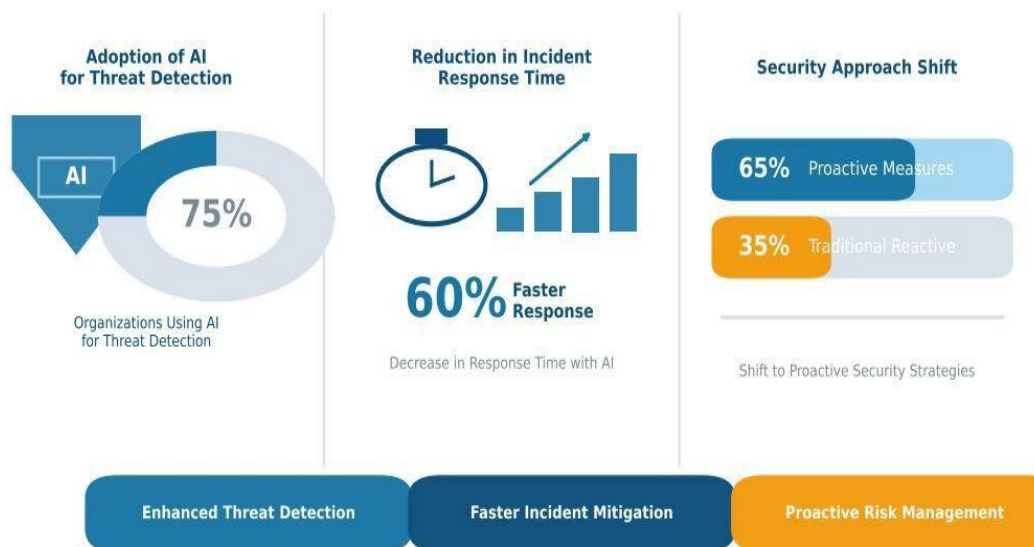 Adoption of AI
for Threat Detection
AI
75%
Organizations Using AI
for Threat Detection
Reduction in Incident
Response Time
60%
Faster
Response
Decrease in Response Time with AI
Security Approach Shift
65% Proactive Measures
35% Traditional Reactive
Shift to Proactive Security Strategies
Enhanced Threat Detection
Faster Incident Mitigation
Proactive Risk Management